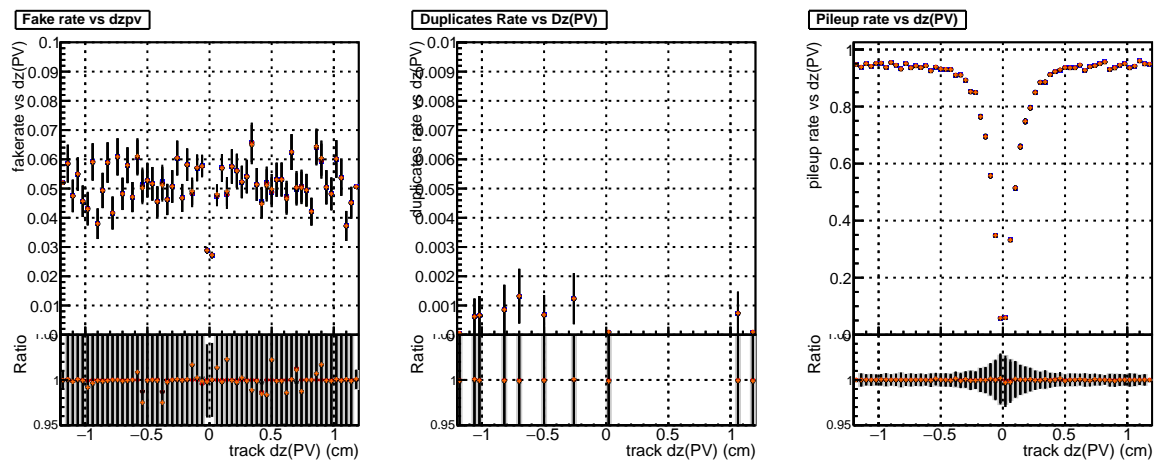 Fake rate vs dzpv
fakerate vs dz(PV)
0.1
0.09
0.08
0.07
0.06
0.05
0.04
0.03
0.02
0.01
0
Ratio
1
0.95
−1 −0.5 0 0.5 1
track dz(PV) (cm)
Duplicates Rate vs Dz(PV)
duplicates rate vs dz(PV)
0.01
0.009
0.008
0.007
0.006
0.005
0.004
0.003
0.002
0.001
0
Ratio
1
0.95
−1 −0.5 0 0.5 1
track dz(PV) (cm)
Pileup rate vs dz(PV)
pileup rate vs dz(PV)
1
0.8
0.6
0.4
0.2
0
Ratio
1
0.95
−1 −0.5 0 0.5 1
track dz(PV) (cm)